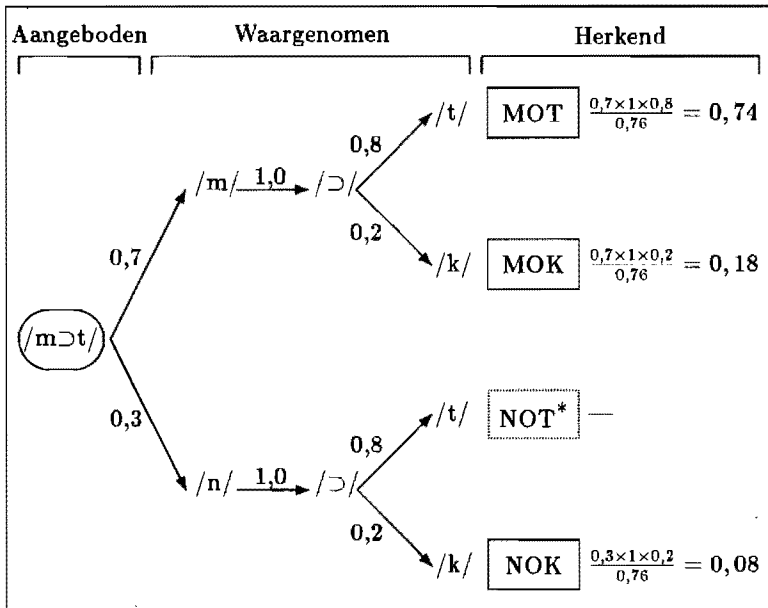 Aangeboden Waargenomen Herkend
/t/ MOT 0,7×1×0,8/0,76 = 0,74
0,8
/m/ 1,0 /ⵊ/
0,2
0,7 /k/ MOK 0,7×1×0,2/0,76 = 0,18
/m⊃t/
0,3 /t/ NOT* —
0,8
/n/ 1,0 /⊃/
0,2
/k/ NOK 0,3×1×0,2/0,76 = 0,08